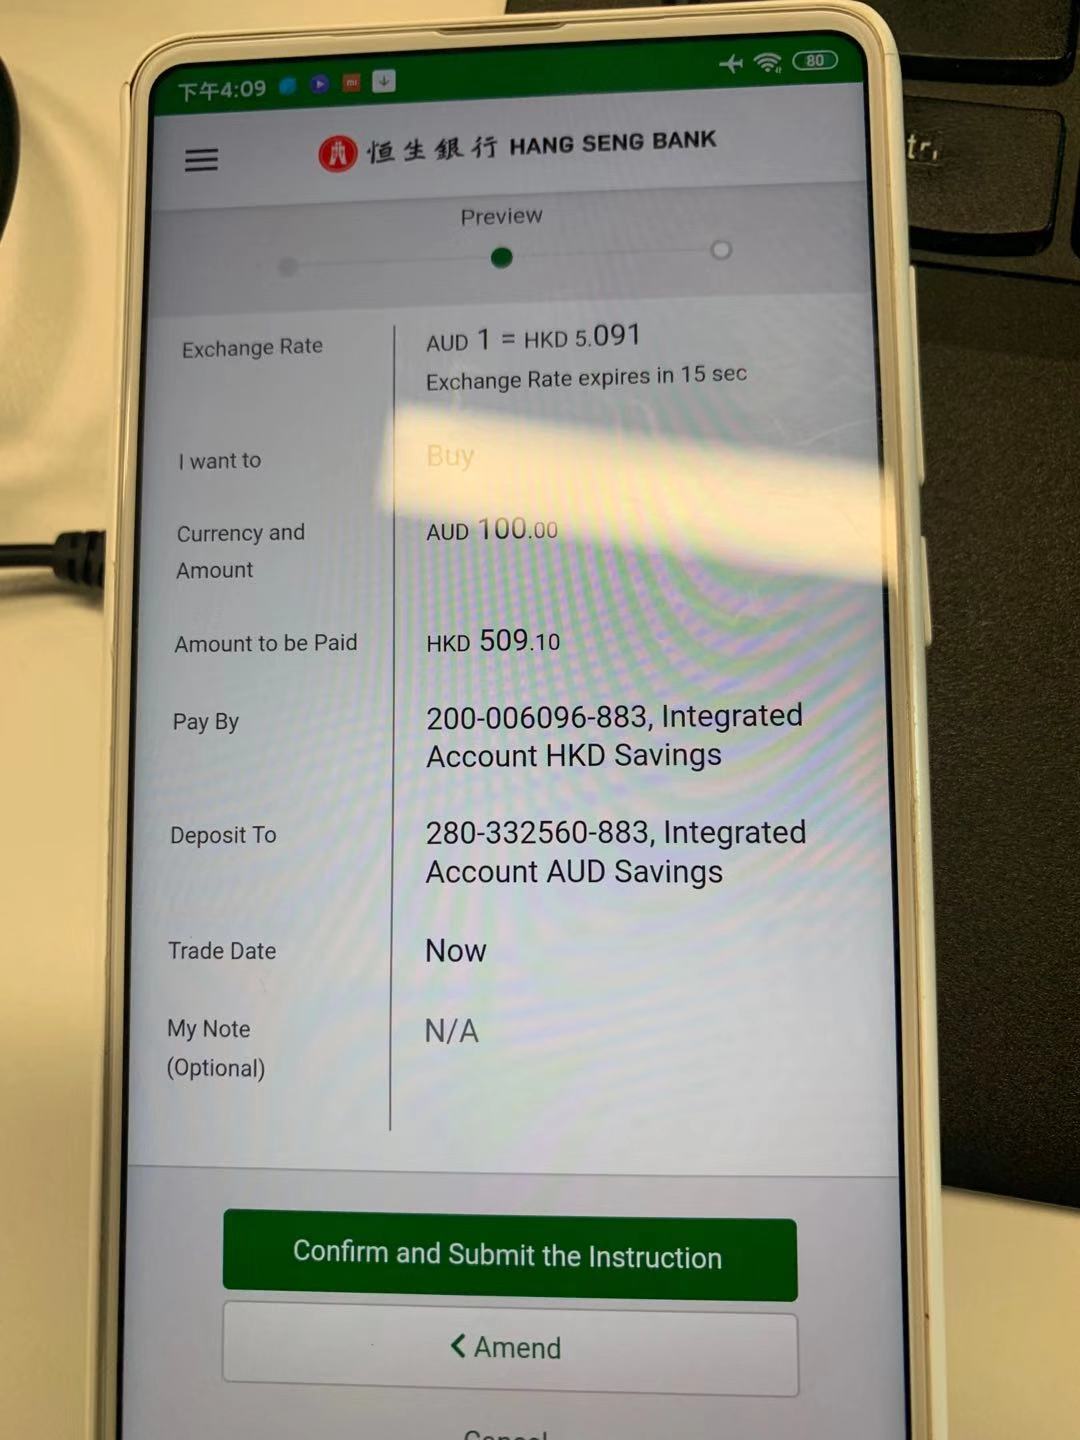 下午4:09
80
恒生銀行 HANG SENG BANK
Preview
Exchange Rate
AUD 1 = HKD 5.091
Exchange Rate expires in 15 sec
I want to
Buy
Currency and
Amount
AUD 100.00
Amount to be Paid
HKD 509.10
Pay By
200-006096-883, Integrated
Account HKD Savings
Deposit To
280-332560-883, Integrated
Account AUD Savings
Trade Date
Now
My Note
(Optional)
N/A
Confirm and Submit the Instruction
Amend
Cancel